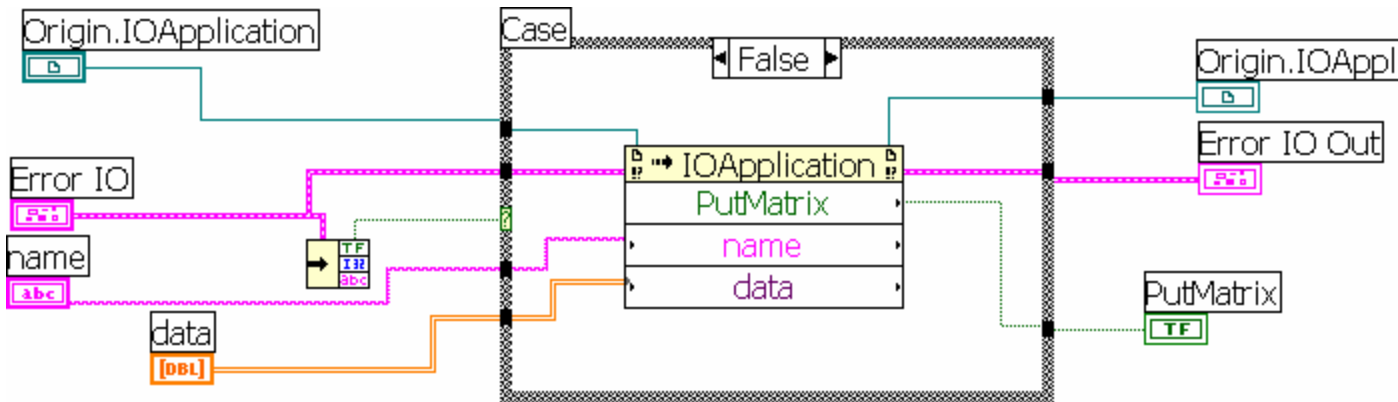 Origin.IOApplication
Case
False
Origin.IOAppl
IOApplication
Error IO Out
Error IO
PutMatrix
TF
I32
abc
name
name
abc
data
PutMatrix
TF
data
[DBL]